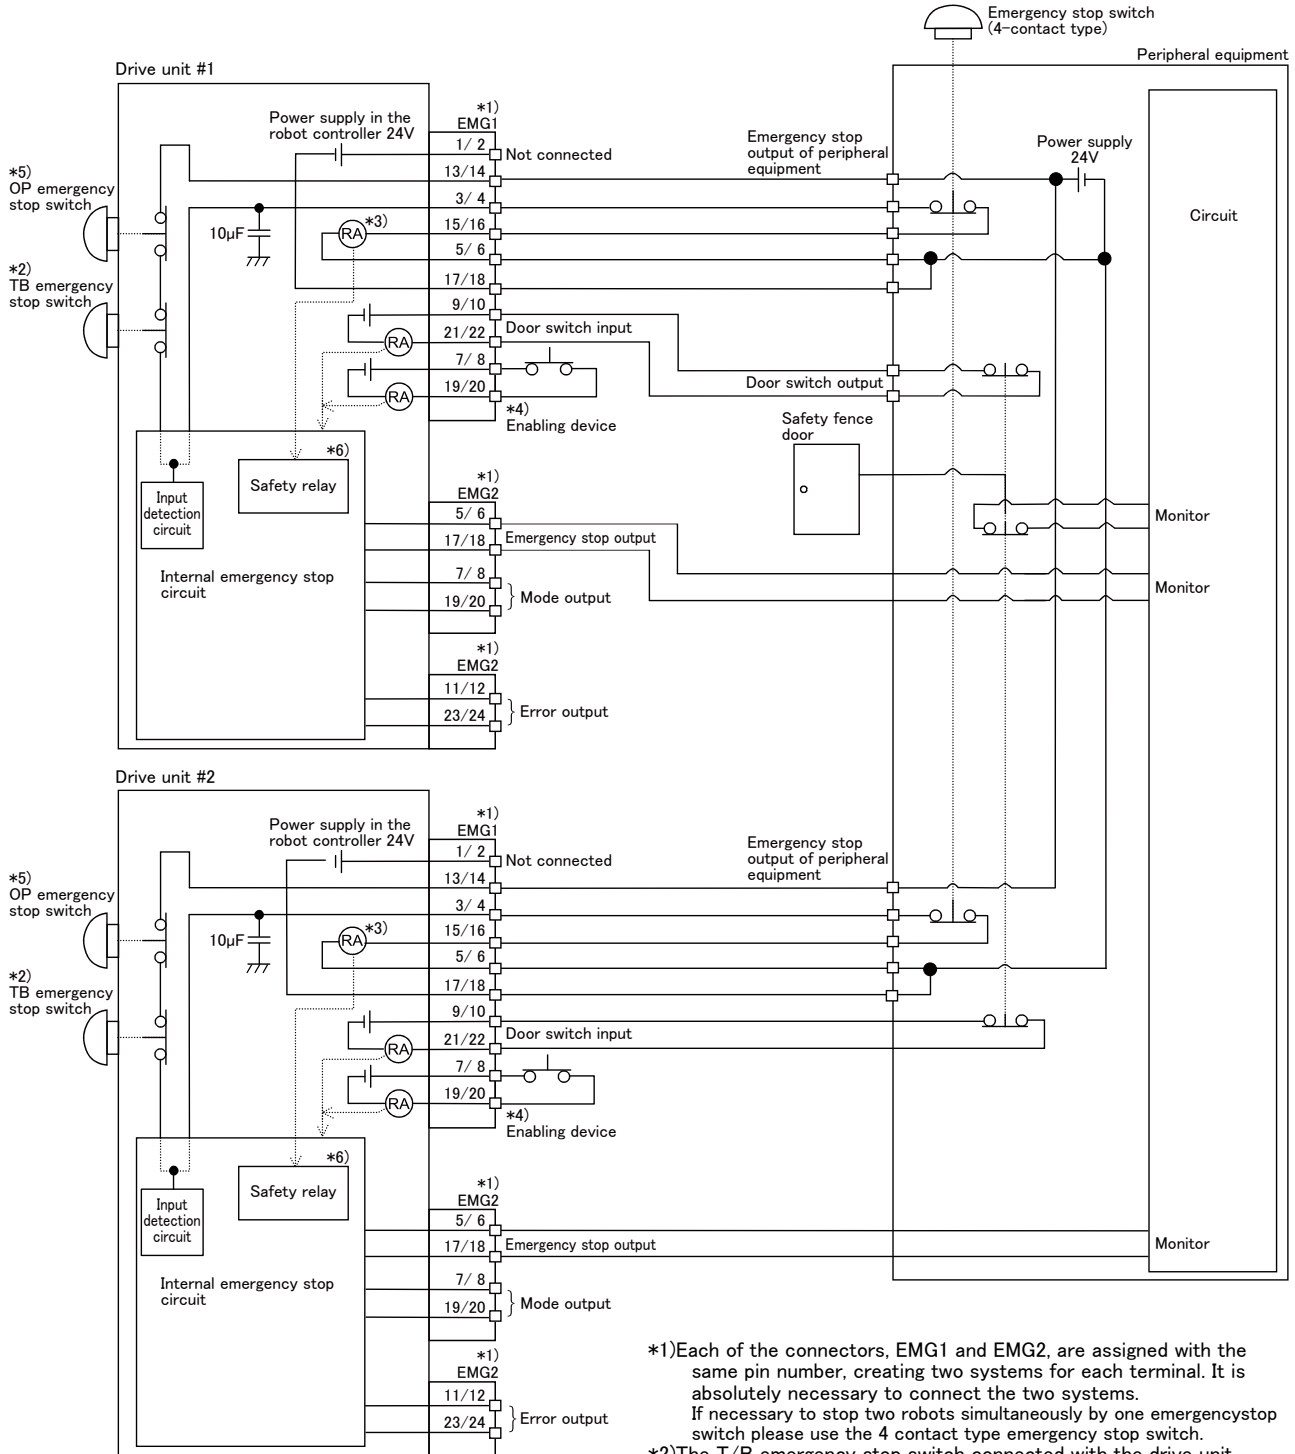 Emergency stop switch
(4-contact type)
Peripheral equipment
Drive unit #1
*1)
EMG1
Power supply in the
robot controller 24V
1/ 2
Not connected
13/14
3/ 4
15/16
5/ 6
17/18
9/10
21/22
7/ 8
19/20
Emergency stop
output of peripheral
equipment
Power supply
24V
Circuit
*5)
OP emergency
stop switch
10µF
RA
*3)
*2)
TB emergency
stop switch
RA
Door switch input
RA
Door switch output
*4)
Enabling device
Safety fence
door
*6)
Safety relay
Input
detection
circuit
Internal emergency stop
circuit
*1)
EMG2
5/ 6
17/18
Emergency stop output
7/ 8
19/20
Mode output
Monitor
Monitor
*1)
EMG2
11/12
23/24
Error output
Drive unit #2
*1)
EMG1
Power supply in the
robot controller 24V
1/ 2
Not connected
13/14
3/ 4
15/16
5/ 6
17/18
9/10
21/22
7/ 8
19/20
Emergency stop
output of peripheral
equipment
*5)
OP emergency
stop switch
10µF
RA
*3)
*2)
TB emergency
stop switch
RA
Door switch input
RA
*4)
Enabling device
*6)
Safety relay
Input
detection
circuit
Internal emergency stop
circuit
*1)
EMG2
5/ 6
17/18
Emergency stop output
7/ 8
19/20
Mode output
Monitor
*1)
EMG2
11/12
23/24
Error output
*1)Each of the connectors, EMG1 and EMG2, are assigned with the
same pin number, creating two systems for each terminal. It is
absolutely necessary to connect the two systems.
If necessary to stop two robots simultaneously by one emergencystop
switch please use the 4 contact type emergency stop switch.
*2)The T/B emergency stop switch connected with the drive unit